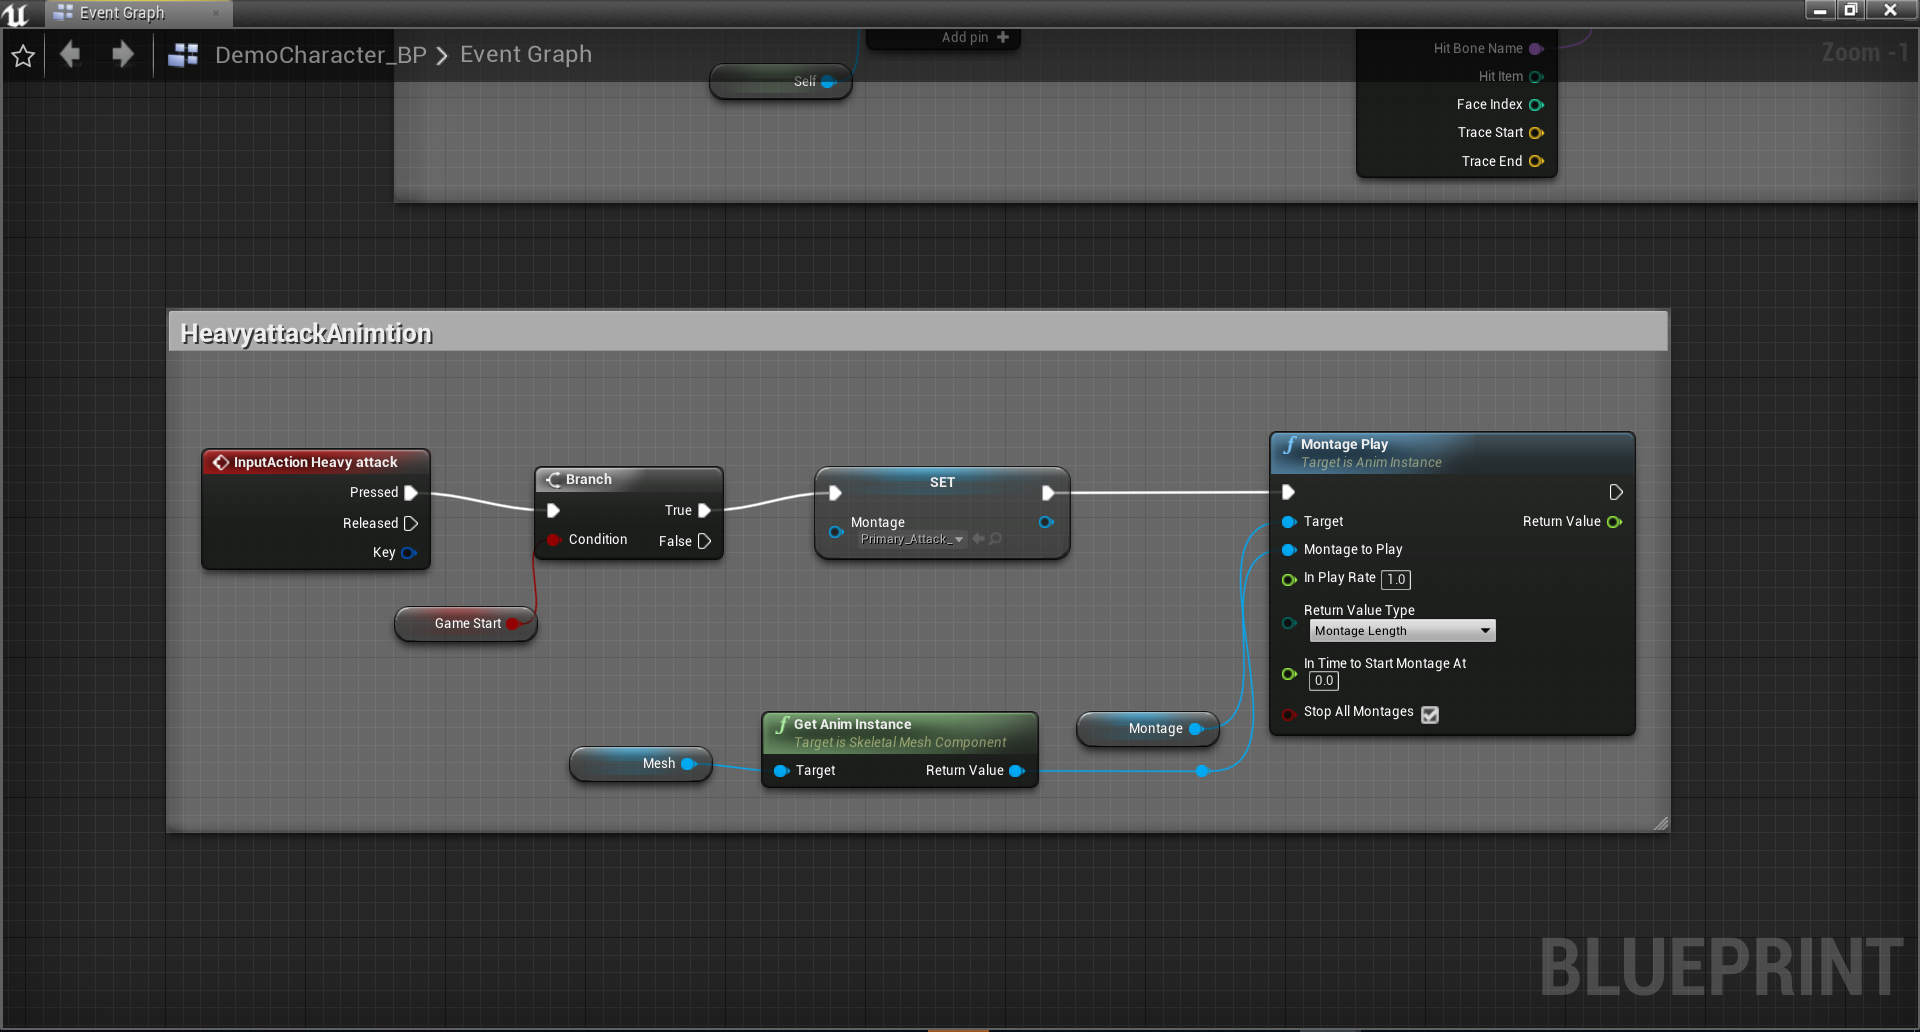 Event Graph
DemoCharacter_BP > Event Graph
Zoom -1
Add pin
Self
Hit Bone Name
Hit Item
Face Index
Trace Start
Trace End
HeavyattackAnimtion
InputAction Heavy attack
Pressed
Released
Key
Game Start
Branch
True
Condition
False
SET
Montage
Primary_Attack_
Mesh
Get Anim Instance
Target is Skeletal Mesh Component
Target
Return Value
Montage
Montage Play
Target is Anim Instance
Target
Return Value
Montage to Play
In Play Rate 1.0
Return Value Type
Montage Length
In Time to Start Montage At
0.0
Stop All Montages
BLUEPRINT